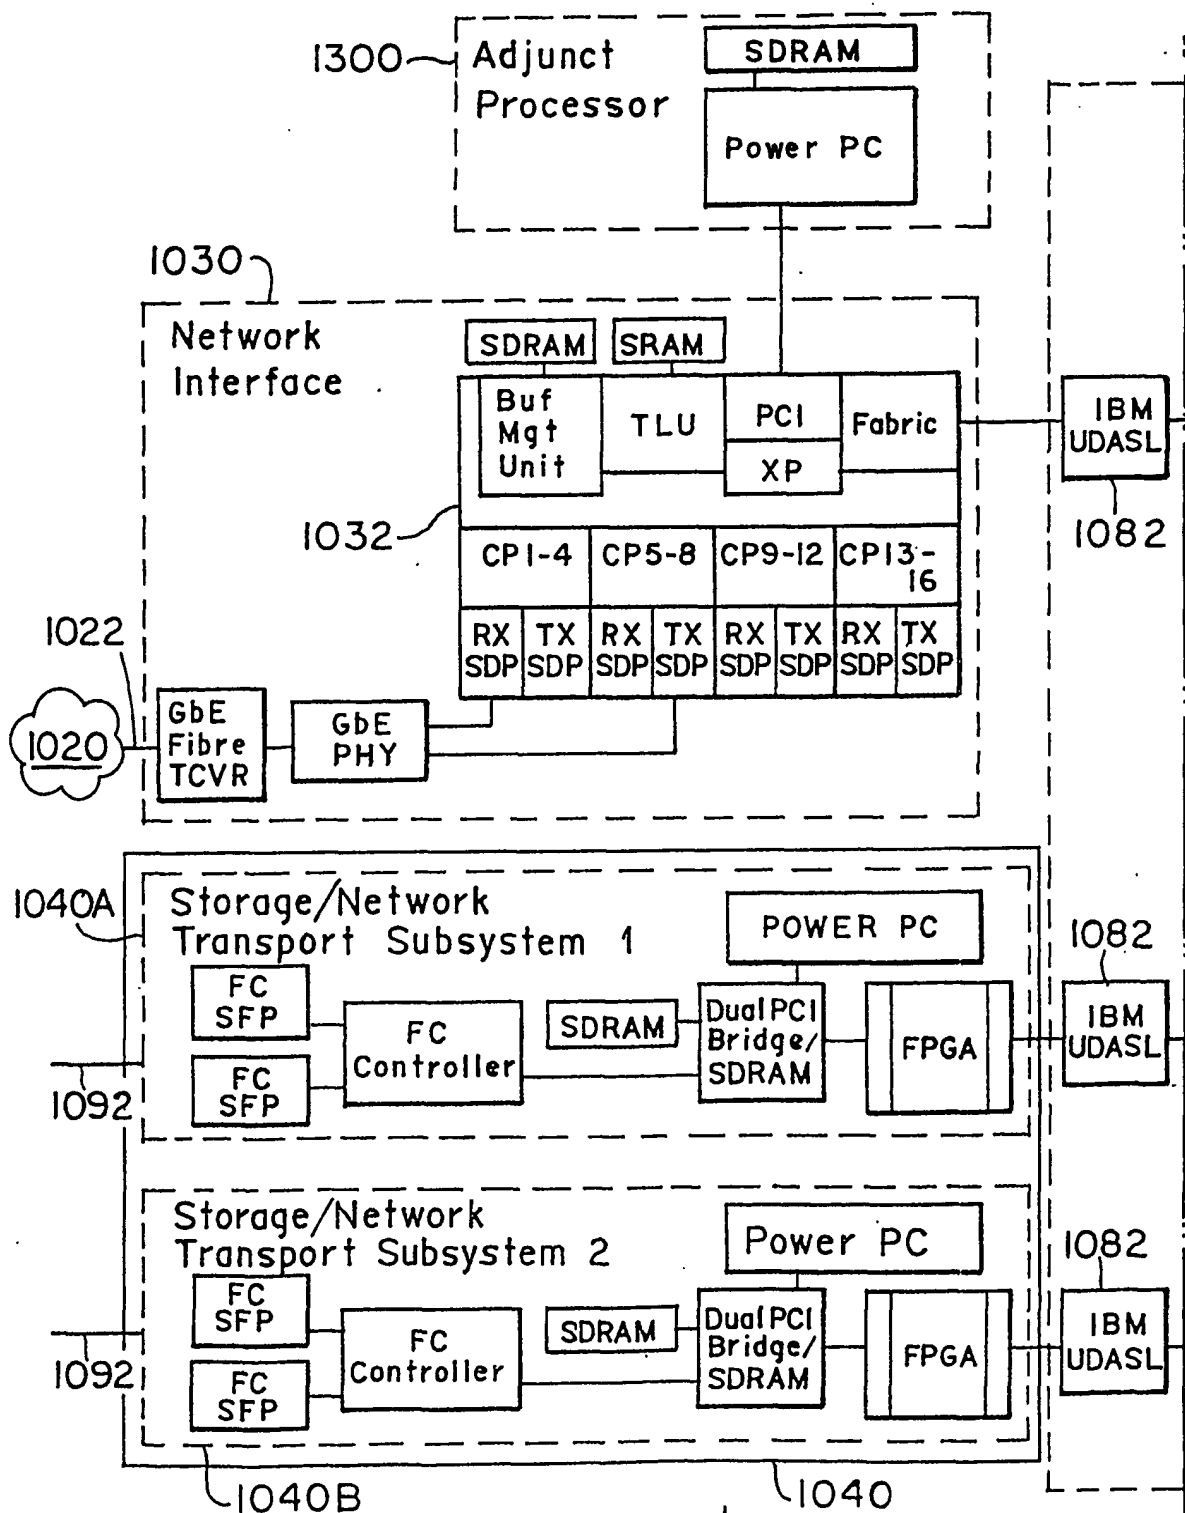 1300
Adjunct
Processor
SDRAM
Power PC
1030
Network
Interface
SDRAM
SRAM
Buf
Mgt
Unit
TLU
PCI
XP
Fabric
IBM
UDASL
1082
1032
CP1-4
CP5-8
CP9-12
CP13-
16
RX
SDP
TX
SDP
RX
SDP
TX
SDP
RX
SDP
TX
SDP
RX
SDP
TX
SDP
1022
1020
GbE
Fibre
TCVR
GbE
PHY
1040A
Storage/Network
Transport Subsystem 1
POWER PC
1082
FC
SFP
FC
SFP
FC
Controller
SDRAM
Dual PCI
Bridge/
SDRAM
FPGA
IBM
UDASL
1092
Storage/Network
Transport Subsystem 2
Power PC
1082
FC
SFP
FC
SFP
FC
Controller
SDRAM
Dual PCI
Bridge/
SDRAM
FPGA
IBM
UDASL
1092
1040B
1040